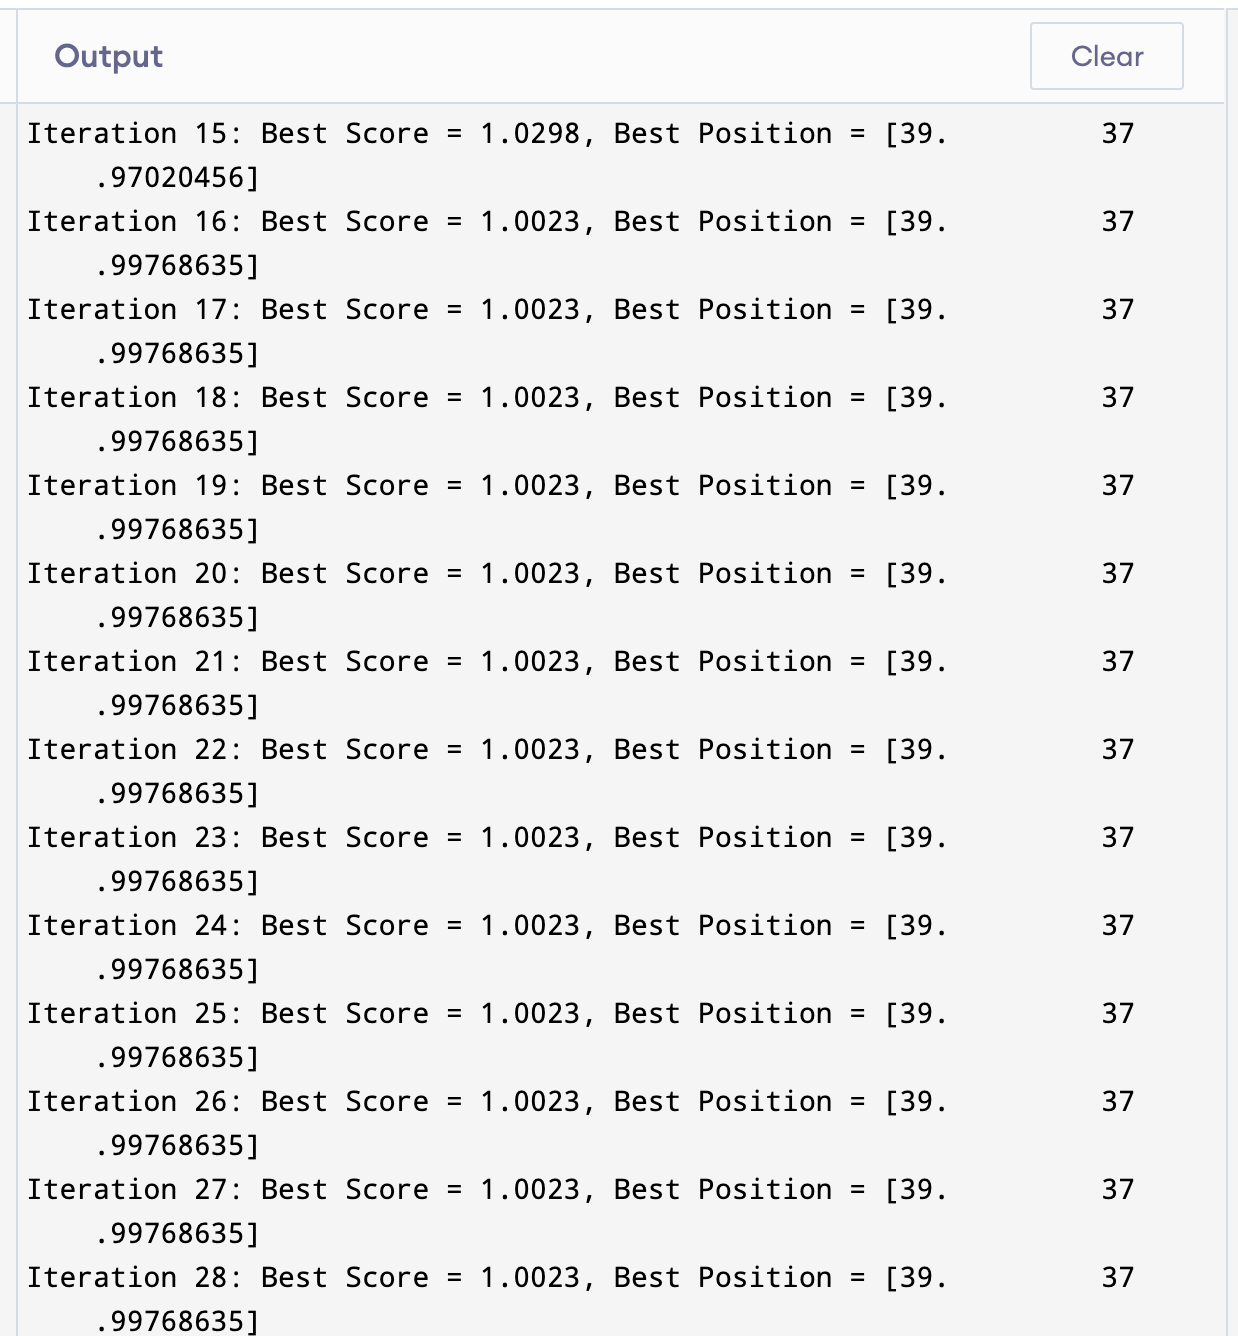 Output
Clear
Iteration 15: Best Score = 1.0298, Best Position = [39.         37
    .97020456]
Iteration 16: Best Score = 1.0023, Best Position = [39.         37
    .99768635]
Iteration 17: Best Score = 1.0023, Best Position = [39.         37
    .99768635]
Iteration 18: Best Score = 1.0023, Best Position = [39.         37
    .99768635]
Iteration 19: Best Score = 1.0023, Best Position = [39.         37
    .99768635]
Iteration 20: Best Score = 1.0023, Best Position = [39.         37
    .99768635]
Iteration 21: Best Score = 1.0023, Best Position = [39.         37
    .99768635]
Iteration 22: Best Score = 1.0023, Best Position = [39.         37
    .99768635]
Iteration 23: Best Score = 1.0023, Best Position = [39.         37
    .99768635]
Iteration 24: Best Score = 1.0023, Best Position = [39.         37
    .99768635]
Iteration 25: Best Score = 1.0023, Best Position = [39.         37
    .99768635]
Iteration 26: Best Score = 1.0023, Best Position = [39.         37
    .99768635]
Iteration 27: Best Score = 1.0023, Best Position = [39.         37
    .99768635]
Iteration 28: Best Score = 1.0023, Best Position = [39.         37
    .99768635]